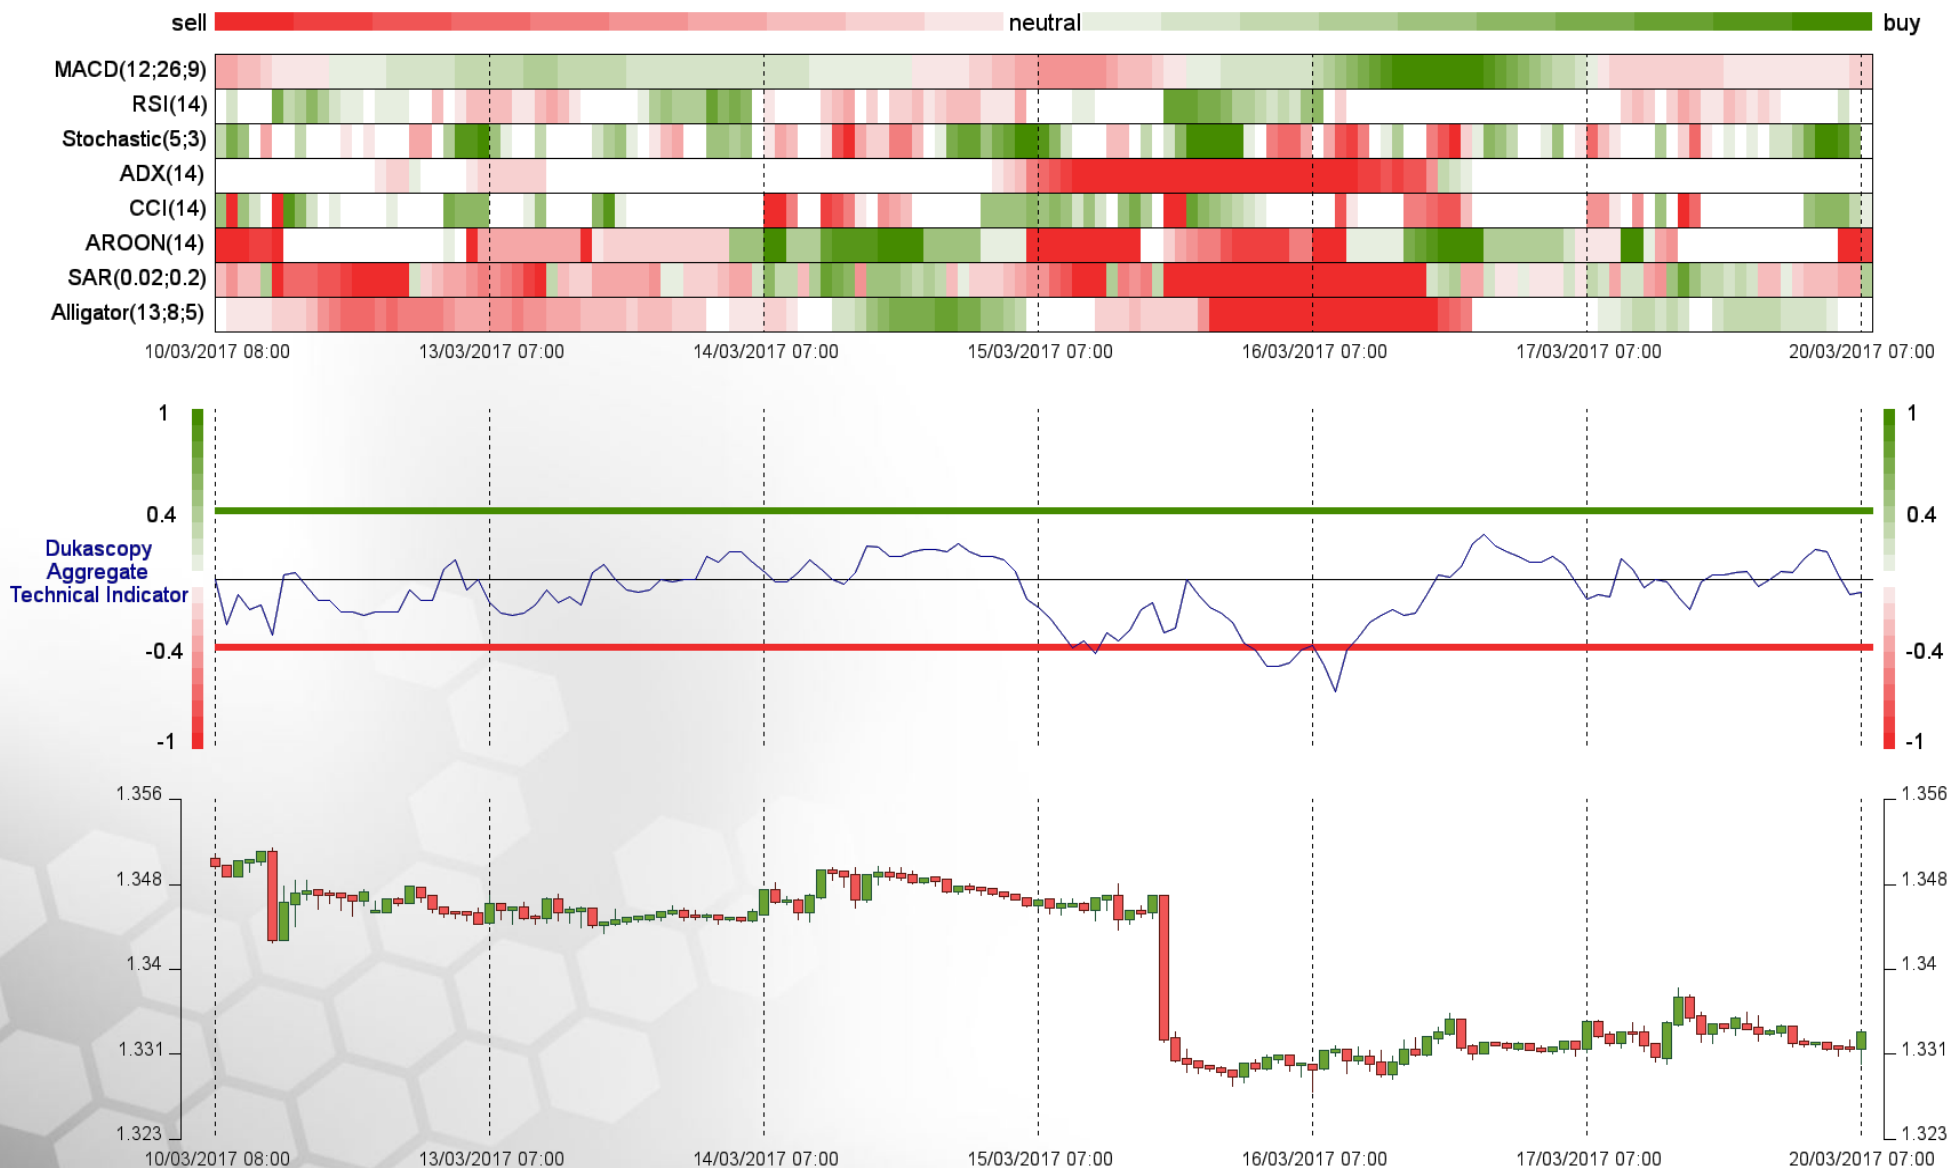 sell neutral buy
MACD(12;26;9)
RSI(14)
Stochastic(5;3)
ADX(14)
CCI(14)
AROON(14)
SAR(0.02;0.2)
Alligator(13;8;5)
10/03/2017 08:00 13/03/2017 07:00 14/03/2017 07:00 15/03/2017 07:00 16/03/2017 07:00 17/03/2017 07:00 20/03/2017 07:00
1 1
0.4 0.4
Dukascopy
Aggregate
Technical Indicator
-0.4 -0.4
-1 -1
1.356 1.356
1.348 1.348
1.34 1.34
1.331 1.331
1.323 1.323
10/03/2017 08:00 13/03/2017 07:00 14/03/2017 07:00 15/03/2017 07:00 16/03/2017 07:00 17/03/2017 07:00 20/03/2017 07:00